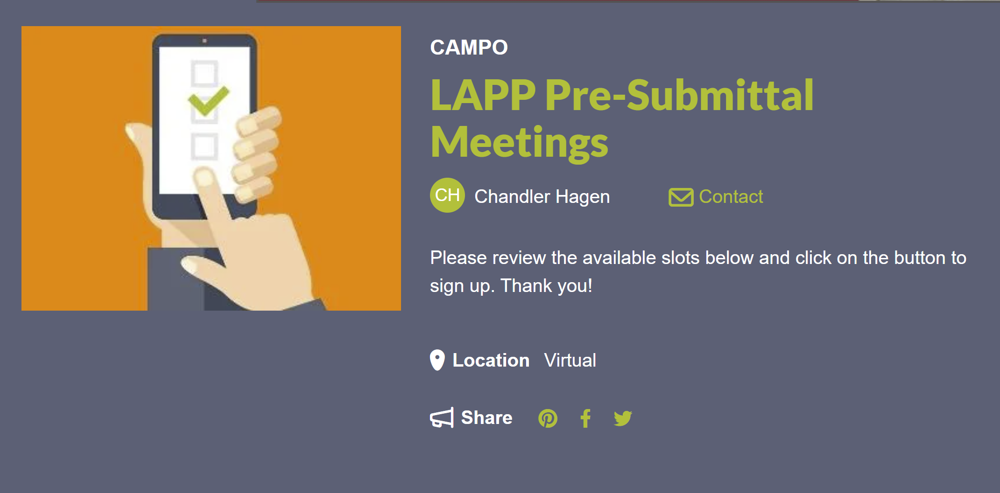 CAMPO
LAPP Pre-Submittal
Meetings
CH Chandler Hagen Contact
Please review the available slots below and click on the button to
sign up. Thank you!
Location Virtual
Share